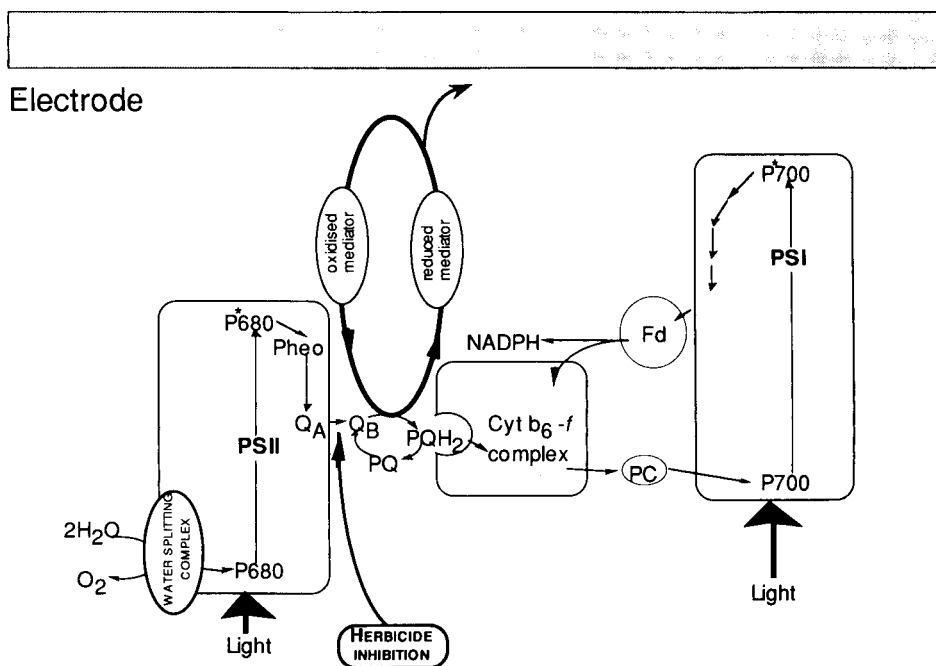 Electrode
oxidised
mediator
reduced
mediator
P*700
PSI
Fd
NADPH
P*680
Pheo
QA
QB
PQH2
PQ
PSII
Cyt b6 -f
complex
PC
P700
2H2O
O2
WATER SPLITTING
COMPLEX
P680
Light
Light
HERBICIDE
INHIBITION